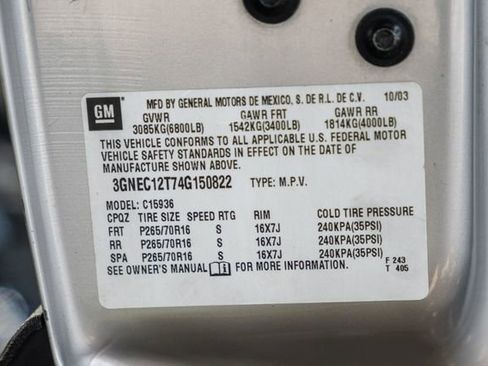 GM
MFD BY GENERAL MOTORS DE MEXICO, S. DE R.L. DE C.V. 10/03
GVWR GAWR FRT GAWR RR
3085KG(6800LB) 1542KG(3400LB) 1814KG(4000LB)
THIS VEHICLE CONFORMS TO ALL APPLICABLE U.S. FEDERAL MOTOR
VEHICLE SAFETY STANDARDS IN EFFECT ON THE DATE OF
MANUFACTURE SHOWN ABOVE.
3GNEC12T74G150822 TYPE: M.P.V.
MODEL: C15936
CPQZ TIRE SIZE SPEED RTG RIM COLD TIRE PRESSURE
FRT P265/70R16 S 16X7J 240KPA(35PSI)
RR P265/70R16 S 16X7J 240KPA(35PSI)
SPA P265/70R16 S 16X7J 240KPA(35PSI)
SEE OWNER'S MANUAL FOR MORE INFORMATION. F 243
T 405